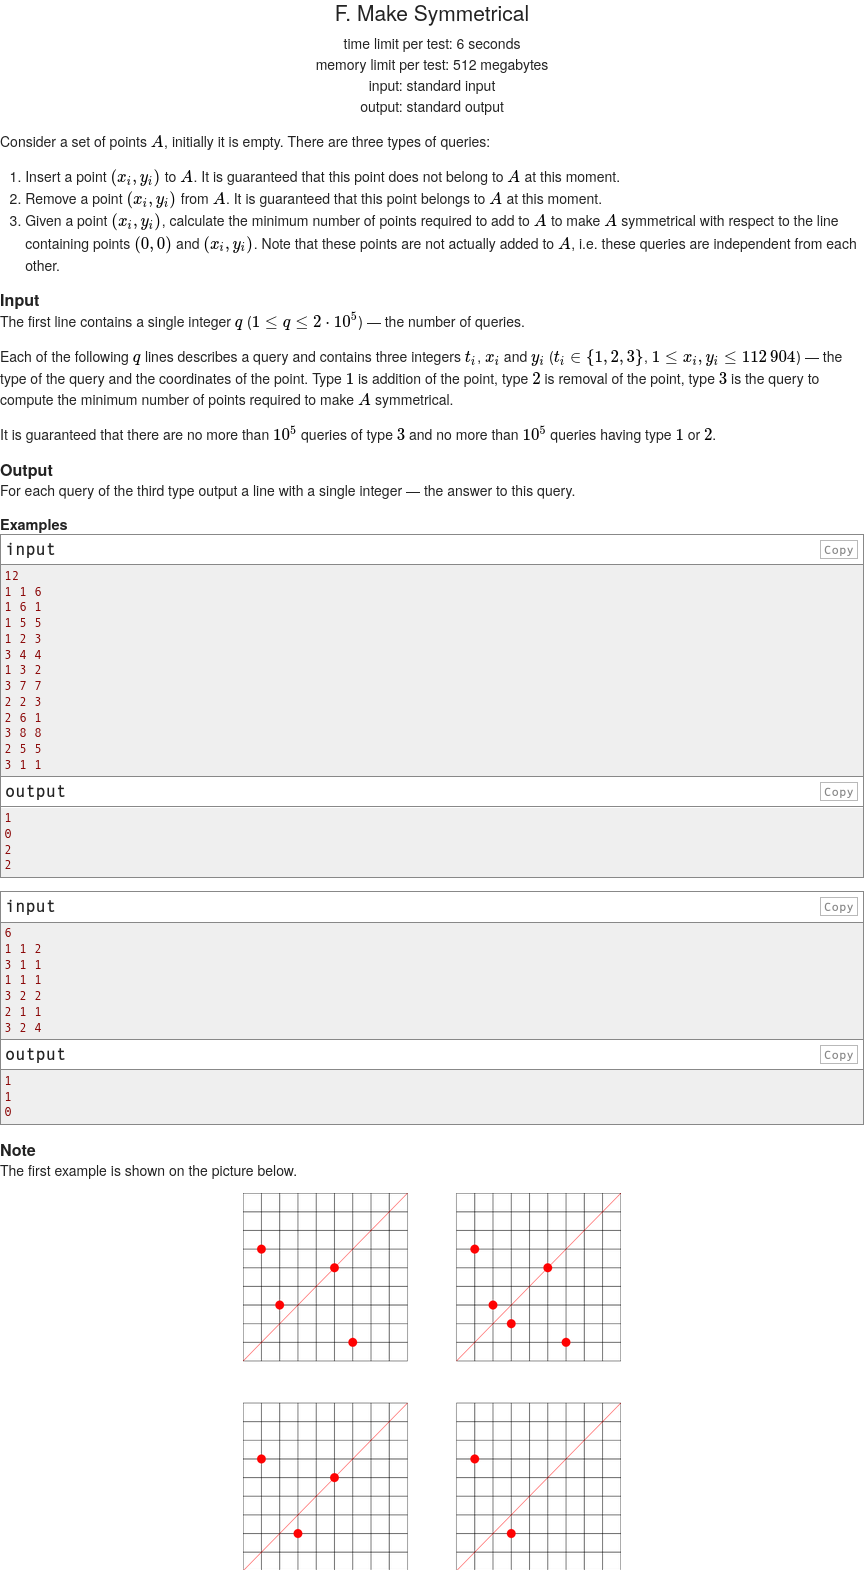 F. Make Symmetrical
time limit per test: 6 seconds
memory limit per test: 512 megabytes
input: standard input
output: standard output
Consider a set of points A, initially it is empty. There are three types of queries:
1. Insert a point (x_i, y_i) to A. It is guaranteed that this point does not belong to A at this moment.
2. Remove a point (x_i, y_i) from A. It is guaranteed that this point belongs to A at this moment.
3. Given a point (x_i, y_i), calculate the minimum number of points required to add to A to make A symmetrical with respect to the line
containing points (0, 0) and (x_i, y_i). Note that these points are not actually added to A, i.e. these queries are independent from each
other.
Input
The first line contains a single integer q (1 ≤ q ≤ 2 · 10^5) — the number of queries.
Each of the following q lines describes a query and contains three integers t_i, x_i and y_i (t_i ∈ {1, 2, 3}, 1 ≤ x_i, y_i ≤ 112 904) — the
type of the query and the coordinates of the point. Type 1 is addition of the point, type 2 is removal of the point, type 3 is the query to
compute the minimum number of points required to make A symmetrical.
It is guaranteed that there are no more than 10^5 queries of type 3 and no more than 10^5 queries having type 1 or 2.
Output
For each query of the third type output a line with a single integer — the answer to this query.
Examples
input
Copy
12
1 1 6
1 6 1
1 5 5
1 2 3
3 4 4
1 3 2
3 7 7
2 2 3
2 6 1
3 8 8
2 5 5
3 1 1
output
Copy
1
0
2
2
input
Copy
6
1 1 2
3 1 1
1 1 1
3 2 2
2 1 1
3 2 4
output
Copy
1
1
0
Note
The first example is shown on the picture below.